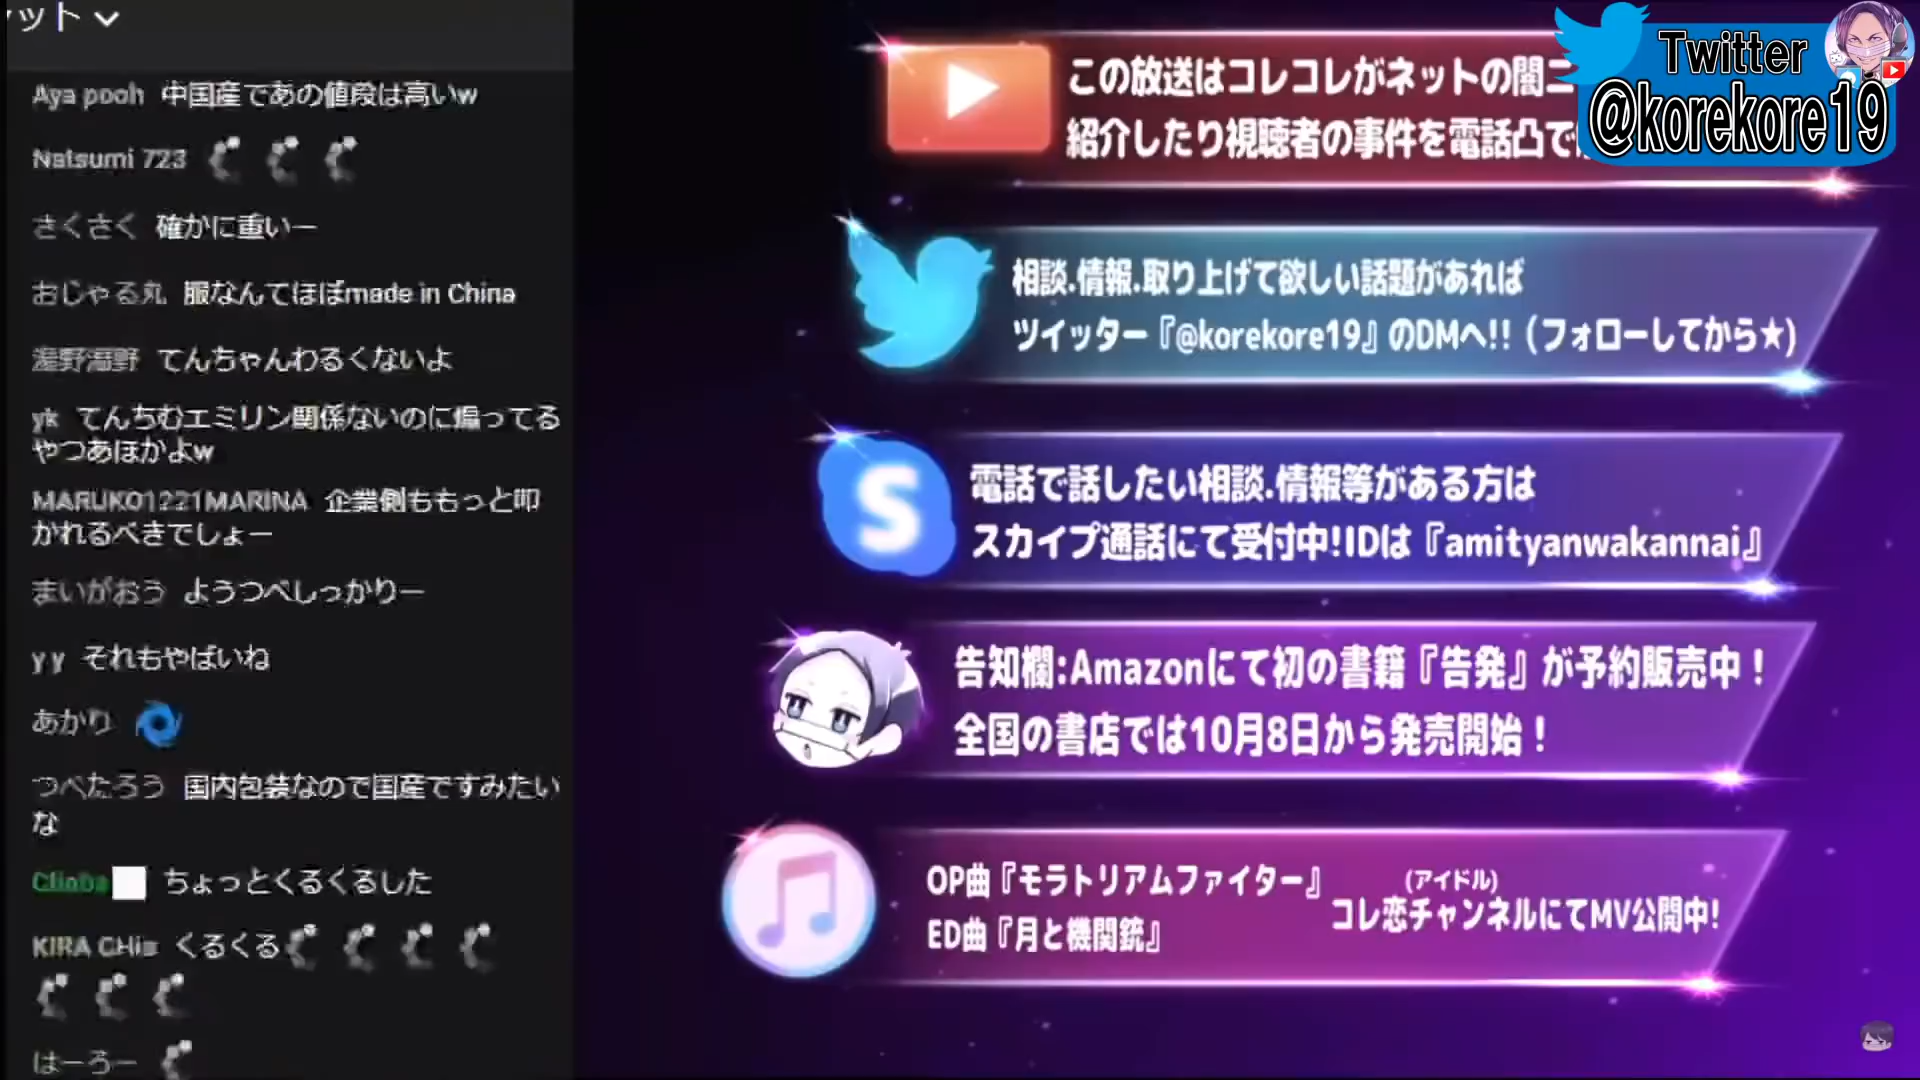 ット
Aya pooh 中国産であの値段は高いw
Natsumi 723
さくさく 確かに重いー
おじゃる丸 服なんてほぼmade in China
てんちゃんわるくないよ
yk てんちむエミリン関係ないのに煽ってる
やつあほかよw
MARUKO1221MARINA 企業側ももっと叩
かれるべきでしょー
まいがおう ようつべしっかりー
y y それもやばいね
あかり
つべたろう 国内包装なので国産ですみたい
な
ちょっとくるくるした
KIRA CHis くるくる
はーろー
この放送はコレコレがネットの闇ニ
紹介したり視聴者の事件を電話凸で
Twitter
@korekore19
相談.情報.取り上げて欲しい話題があれば
ツイッター『@korekore19』のDMへ!! (フォローしてから★)
電話で話したい相談.情報等がある方は
スカイプ通話にて受付中!IDは『amityanwakannai』
告知欄:Amazonにて初の書籍『告発』が予約販売中！
全国の書店では10月8日から発売開始！
OP曲『モラトリアムファイター』
ED曲『月と機関銃』
(アイドル)
コレ恋チャンネルにてMV公開中!